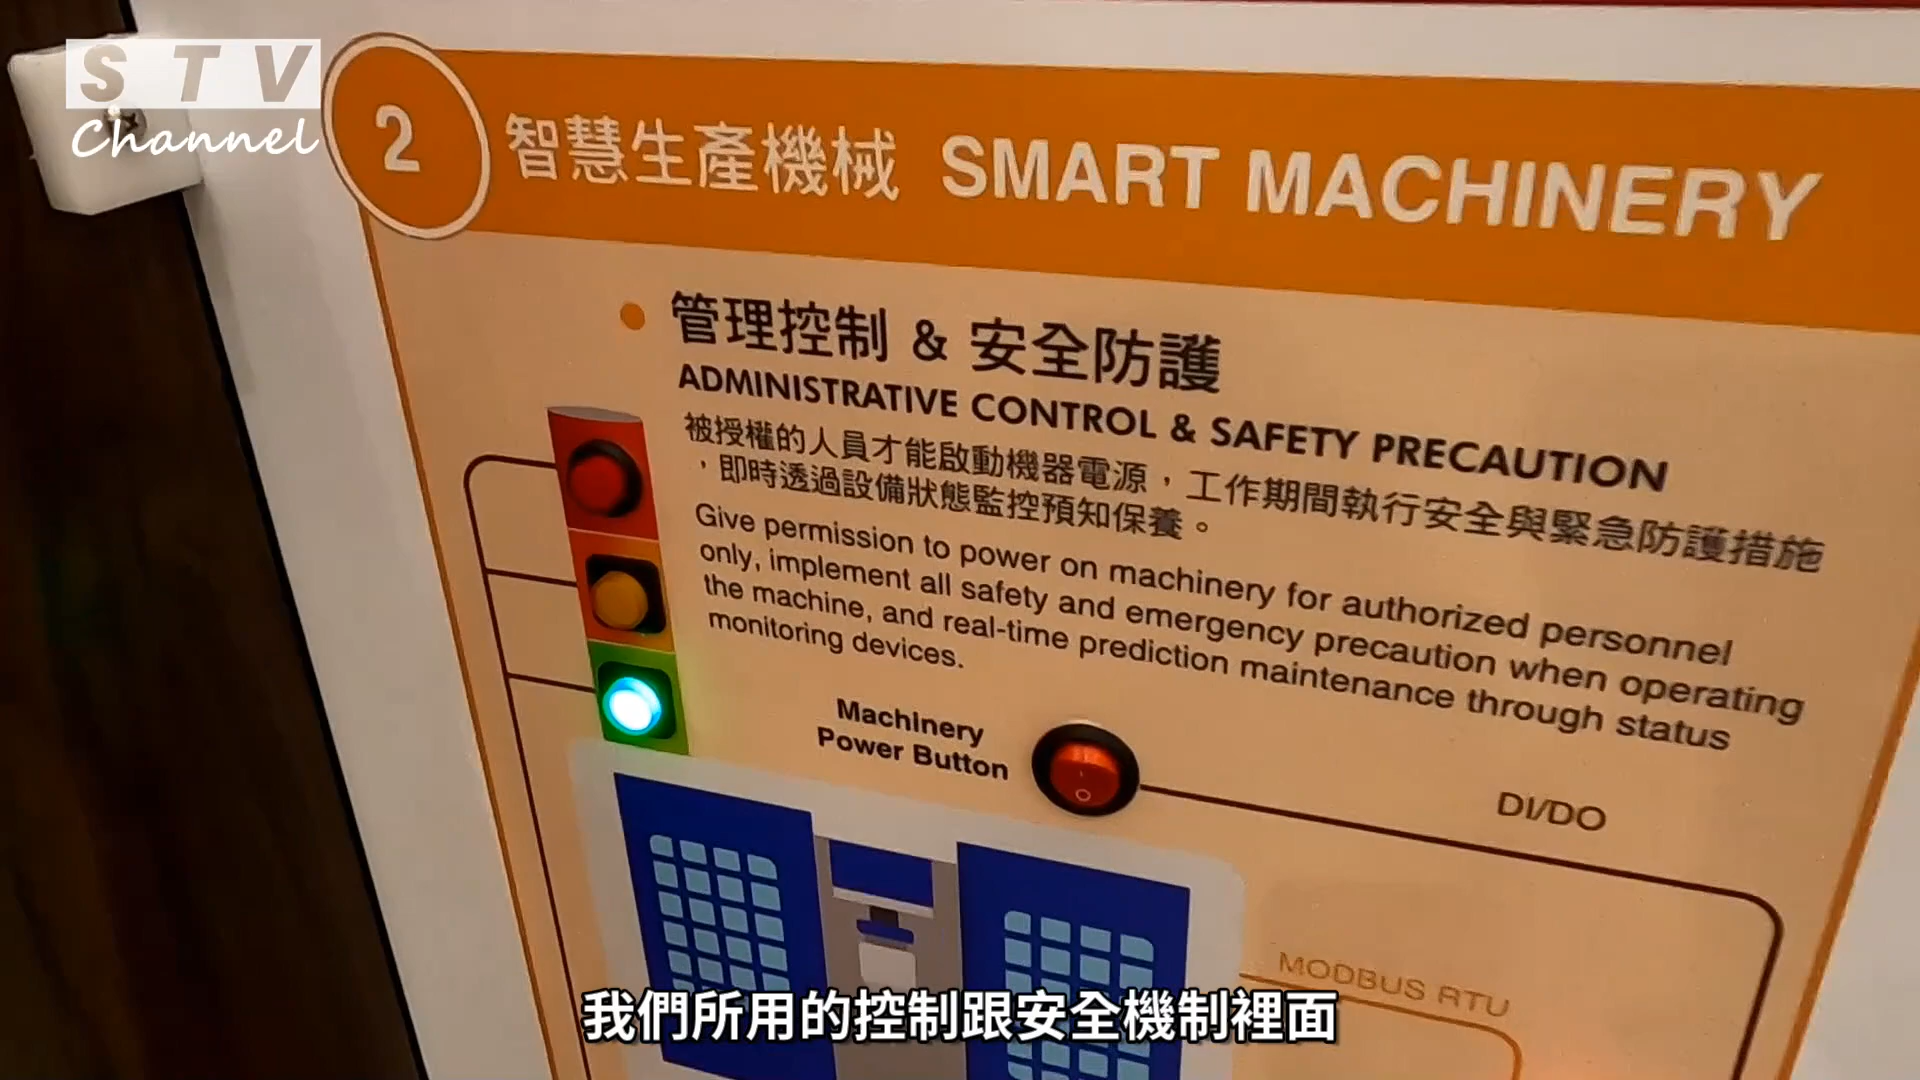 STV
Channel
2
智慧生產機械 SMART MACHINERY
管理控制 & 安全防護
ADMINISTRATIVE CONTROL & SAFETY PRECAUTION
被授權的人員才能啟動機器電源，工作期間執行安全與緊急防護措施
，即時透過設備狀態監控預知保養。
Give permission to power on machinery for authorized personnel
only, implement all safety and emergency precaution when operating
the machine, and real-time prediction maintenance through status
monitoring devices.
Machinery
Power Button
DI/DO
MODBUS RTU
我們所用的控制跟安全機制裡面